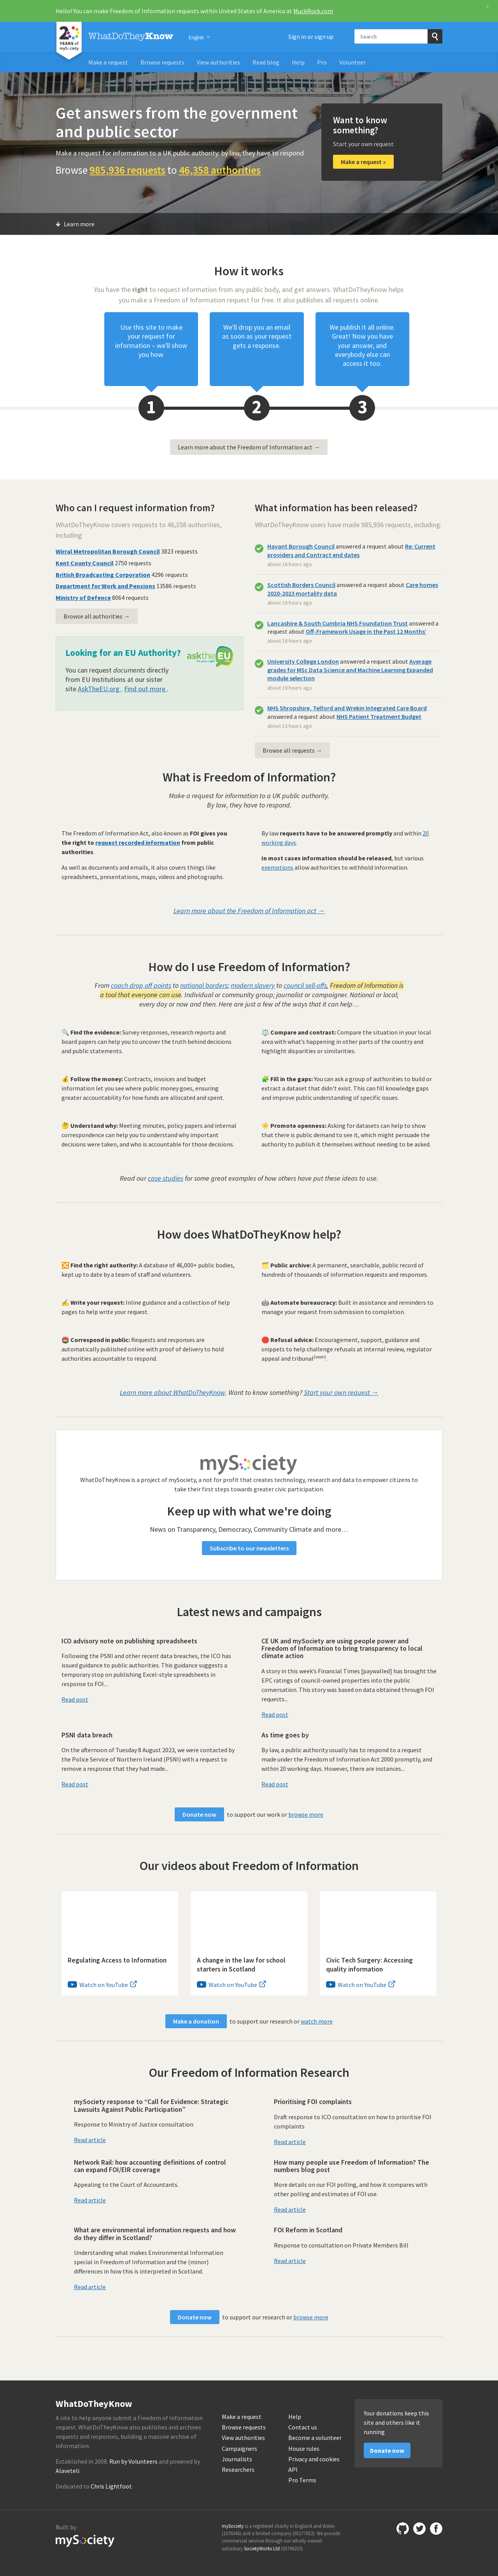 Hello! You can make Freedom of Information requests within United States of America at MuckRock.com
×
20 YEARS of mySociety
WhatDoTheyKnow
English
Sign in or sign up
Search
Make a request
Browse requests
View authorities
Read blog
Help
Pro
Volunteer
Get answers from the government
and public sector
Make a request for information to a UK public authority: by law, they have to respond
Browse 985,936 requests to 46,358 authorities
Want to know
something?
Start your own request
Make a request »
Learn more
How it works
You have the right to request information from any public body, and get answers. WhatDoTheyKnow helps
you make a Freedom of Information request for free. It also publishes all requests online.
Use this site to make
your request for
information – we'll show
you how.
We'll drop you an email
as soon as your request
gets a response.
We publish it all online.
Great! Now you have
your answer, and
everybody else can
access it too.
1
2
3
Learn more about the Freedom of Information act →
Who can I request information from?
WhatDoTheyKnow covers requests to 46,358 authorities,
including:
Wirral Metropolitan Borough Council 3823 requests
Kent County Council 2750 requests
British Broadcasting Corporation 4296 requests
Department for Work and Pensions 13586 requests
Ministry of Defence 8064 requests
Browse all authorities →
Looking for an EU Authority?
asktheEU
You can request documents directly
from EU Institutions at our sister
site AskTheEU.org . Find out more .
What information has been released?
WhatDoTheyKnow users have made 985,936 requests, including:
Havant Borough Council answered a request about Re: Current
providers and Contract end dates
about 16 hours ago
Scottish Borders Council answered a request about Care homes
2020-2023 mortality data
about 16 hours ago
Lancashire & South Cumbria NHS Foundation Trust answered a
request about Off-Framework Usage in the Past 12 Months'
about 16 hours ago
University College London answered a request about Average
grades for MSc Data Science and Machine Learning Expanded
module selection
about 10 hours ago
NHS Shropshire, Telford and Wrekin Integrated Care Board
answered a request about NHS Patient Treatment Budget
about 13 hours ago
Browse all requests →
What is Freedom of Information?
Make a request for information to a UK public authority.
By law, they have to respond.
The Freedom of Information Act, also known as FOI gives you
the right to request recorded information from public
authorities.
As well as documents and emails, it also covers things like
spreadsheets, presentations, maps, videos and photographs.
By law requests have to be answered promptly and within 20
working days.
In most cases information should be released, but various
exemptions allow authorities to withhold information.
Learn more about the Freedom of Information act →
How do I use Freedom of Information?
From coach drop off points to national borders; modern slavery to council sell-offs, Freedom of Information is
a tool that everyone can use. Individual or community group; journalist or campaigner. National or local;
every day or now and then. Here are just a few of the ways that it can help…
🔍 Find the evidence: Survey responses, research reports and
board papers can help you to uncover the truth behind decisions
and public statements.
⚖️ Compare and contrast: Compare the situation in your local
area with what's happening in other parts of the country and
highlight disparities or similarities.
💰 Follow the money: Contracts, invoices and budget
information let you see where public money goes, ensuring
greater accountability for how funds are allocated and spent.
🧩 Fill in the gaps: You can ask a group of authorities to build or
extract a dataset that didn't exist. This can fill knowledge gaps
and improve public understanding of specific issues.
🤔 Understand why: Meeting minutes, policy papers and internal
correspondence can help you to understand why important
decisions were taken, and who is accountable for those decisions.
☀️ Promote openness: Asking for datasets can help to show
that there is public demand to see it, which might persuade the
authority to publish it themselves without needing to be asked.
Read our case studies for some great examples of how others have put these ideas to use.
How does WhatDoTheyKnow help?
🔀 Find the right authority: A database of 46,000+ public bodies,
kept up to date by a team of staff and volunteers.
🗂️ Public archive: A permanent, searchable, public record of
hundreds of thousands of information requests and responses.
✍️ Write your request: Inline guidance and a collection of help
pages to help write your request.
🤖 Automate bureaucracy: Built in assistance and reminders to
manage your request from submission to completion.
📮 Correspond in public: Requests and responses are
automatically published online with proof of delivery to hold
authorities accountable to respond.
🛑 Refusal advice: Encouragement, support, guidance and
snippets to help challenge refusals at internal review, regulator
appeal and tribunal(soon).
Learn more about WhatDoTheyKnow. Want to know something? Start your own request →
mySociety
WhatDoTheyKnow is a project of mySociety, a not for profit that creates technology, research and data to empower citizens to
take their first steps towards greater civic participation.
Keep up with what we're doing
News on Transparency, Democracy, Community Climate and more…
Subscribe to our newsletters
Latest news and campaigns
ICO advisory note on publishing spreadsheets
Following the PSNI and other recent data breaches, the ICO has
issued guidance to public authorities. This guidance suggests a
temporary stop on publishing Excel-style spreadsheets in
response to FOI...
Read post
CE UK and mySociety are using people power and
Freedom of Information to bring transparency to local
climate action
A story in this week's Financial Times [paywalled] has brought the
EPC ratings of council-owned properties into the public
conversation. This story was based on data obtained through FOI
requests...
Read post
PSNI data breach
On the afternoon of Tuesday 8 August 2023, we were contacted by
the Police Service of Northern Ireland (PSNI) with a request to
remove a response that they had made...
Read post
As time goes by
By law, a public authority usually has to respond to a request
made under the Freedom of Information Act 2000 promptly, and
within 20 working days. However, there are instances...
Read post
Donate now to support our work or browse more
Our videos about Freedom of Information
Regulating Access to Information
Watch on YouTube
A change in the law for school
starters in Scotland
Watch on YouTube
Civic Tech Surgery: Accessing
quality information
Watch on YouTube
Make a donation to support our research or watch more
Our Freedom of Information Research
mySociety response to “Call for Evidence: Strategic
Lawsuits Against Public Participation”
Response to Ministry of Justice consultation
Read article
Prioritising FOI complaints
Draft response to ICO consultation on how to prioritise FOI
complaints
Read article
Network Rail: how accounting definitions of control
can expand FOI/EIR coverage
Appealing to the Court of Accountants.
Read article
How many people use Freedom of Information? The
numbers blog post
More details on our FOI polling, and how it compares with
other polling and estimates of FOI use.
Read article
What are environmental information requests and how
do they differ in Scotland?
Understanding what makes Environmental Information
special in Freedom of Information and the (minor)
differences in how this is interpreted in Scotland.
Read article
FOI Reform in Scotland
Response to consultation on Private Members Bill
Read article
Donate now to support our research or browse more
WhatDoTheyKnow
A site to help anyone submit a Freedom of Information
request. WhatDoTheyKnow also publishes and archives
requests and responses, building a massive archive of
information.
Established in 2008. Run by Volunteers and powered by
Alaveteli.
Dedicated to Chris Lightfoot.
Make a request
Browse requests
View authorities
Campaigners
Journalists
Researchers
Help
Contact us
Become a volunteer
House rules
Privacy and cookies
API
Pro Terms
Your donations keep this
site and others like it
running.
Donate now
Built by
mySociety
mySociety is a registered charity in England and Wales
(1076346) and a limited company (03277032). We provide
commercial services through our wholly owned
subsidiary SocietyWorks Ltd (05798215).